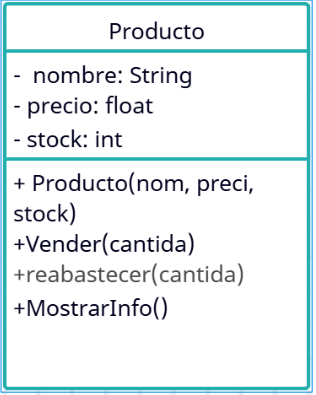 Producto
- nombre: String
- precio: float
- stock: int
+ Producto(nom, preci,
stock)
+Vender(cantida)
+reabastecer(cantida)
+MostrarInfo()